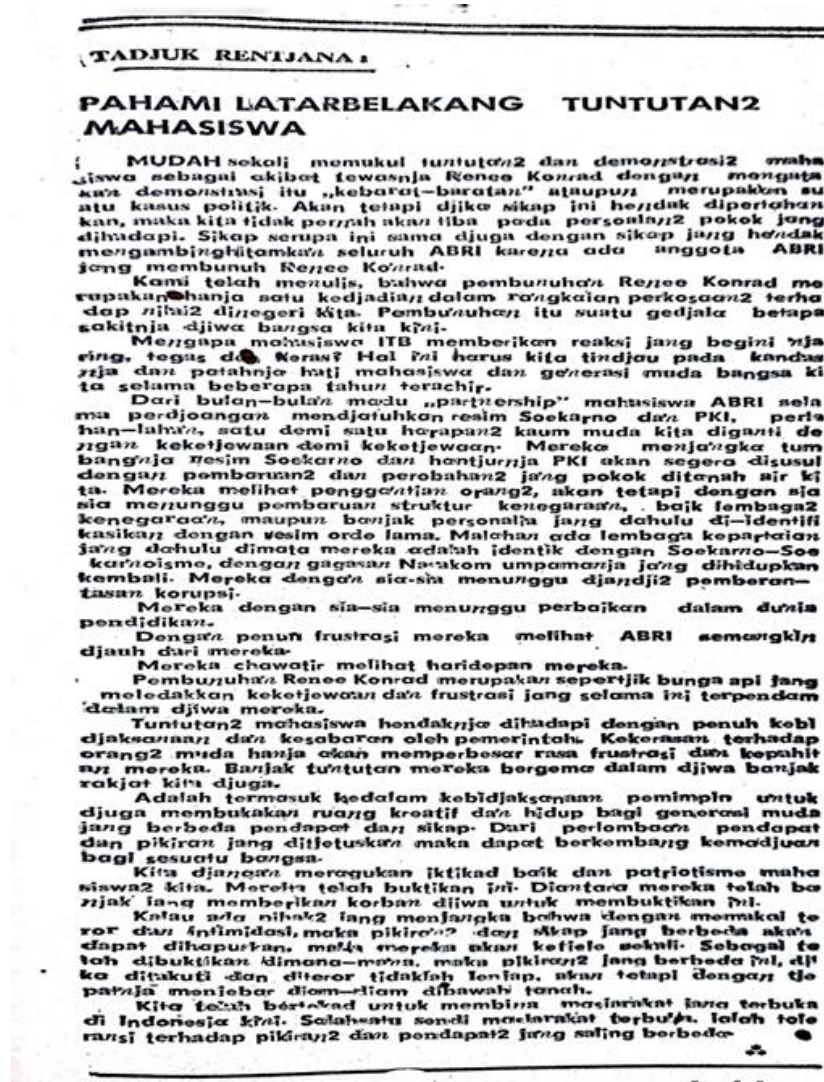 TADJUK RENTJANA :
PAHAMI LATARBELAKANG TUNTUTAN2
MAHASISWA
MUDAH sekali memukul tuntutan2 dan demonstrasi2 maha
siswa sebagai akibat tewasnja Renee Konrad dengan mengata
kan demonstrasi itu „kebarat-baratan" ataupun merupakan su
atu kasus politik. Akan tetapi djika sikap ini hendak dipertahan
kan, maka kita tidak pernah akan tiba pada persoalan2 pokok jang
dihadapi. Sikap serupa ini sama djuga dengan sikap jang hendak
mengambinghitamkan seluruh ABRI karena ada anggota ABRI
jang membunuh Renee Konrad.
Kami telah menulis, bahwa pembunuhan Renee Konrad me
rupakan hanja satu kedjadian dalam rangkaian perkosaan2 terha
dap nilai2 dinegeri kita. Pembunuhan itu suatu gedjala betapa
sakitnja djiwa bangsa kita kini.
Mengapa mahasiswa ITB memberikan reaksi jang begini nja
ring, tegas dan keras? Hal ini harus kita tindjau pada kandas
nja dan patahnja hati mahasiswa dan generasi muda bangsa ki
ta selama beberapa tahun terachir.
Dari bulan-bulan madu „partnership" mahasiswa ABRI sela
ma perdjoangan mendjatuhkan resim Soekarno dan PKI, perla
han-lahan, satu demi satu harapan2 kaum muda kita diganti de
ngan keketjewaan demi keketjewaan. Mereka menjangka tum
bangnja resim Soekarno dan hantjurnja PKI akan segera disusul
dengan pembaruan2 dan perobahan2 jang pokok ditanah air ki
ta. Mereka melihat penggantian orang2, akan tetapi dengan sia
sia menunggu pembaruan struktur kenegaraan, baik lembaga2
kenegaraan, maupun banjak personalia jang dahulu di-identifi
kasikan dengan resim orde lama. Malahan ada lembaga kepartaian
jang dahulu dimata mereka adalah identik dengan Soekarno-Soe
karnoisme, dengan gagasan Nasakom umpamanja jang dihidupkan
kembali. Mereka dengan sia-sia menunggu djandji2 pemberan-
tasan korupsi.
Mereka dengan sia-sia menunggu perbaikan dalam dunia
pendidikan.
Dengan penuh frustrasi mereka melihat ABRI semangkin
djauh dari mereka.
Mereka chawatir melihat haridepan mereka.
Pembunuhan Renee Konrad merupakan sepertjik bunga api jang
meledakkan keketjewaan dan frustrasi jang selama ini terpendam
dalam djiwa mereka.
Tuntutan2 mahasiswa hendaknja dihadapi dengan penuh kebi
djaksanaan dan kesabaran oleh pemerintah. Kekerasan terhadap
orang2 muda hanja akan memperbesar rasa frustrasi dan kepahit
an mereka. Banjak tuntutan mereka bergema dalam djiwa banjak
rakjat kita djuga.
Adalah termasuk kedalam kebidjaksanaan pemimpin untuk
djuga membukakan ruang kreatif dan hidup bagi generasi muda
jang berbeda pendapat dan sikap. Dari perlombaan pendapat
dan pikiran jang ditjetuskan maka dapat berkembang kemadjuan
bagi sesuatu bangsa.
Kita djangan meragukan iktikad baik dan patriotisme maha
siswa2 kita. Mereka telah buktikan ini. Diantara mereka telah ba
njak jang memberikan korban djiwa untuk membuktikan ini.
Kalau ada pihak2 jang menjangka bahwa dengan memakai te
ror dan intimidasi, maka pikiran2 dan sikap jang berbeda akan
dapat dihapuskan, maka mereka akan ketjele sekali. Sebagai te
lah dibuktikan dimana-mana, maka pikiran2 jang berbeda ini, dji
ka ditakuti dan diteror tidaklah lenjap, akan tetapi dengan tje
patnja menjebar diam-diam dibawah tanah.
Kita telah bertekad untuk membina masjarakat jang terbuka
di Indonesia kini. Salahsatu sendi masjarakat terbuka, ialah tole
ransi terhadap pikiran2 dan pendapat2 jang saling berbeda.